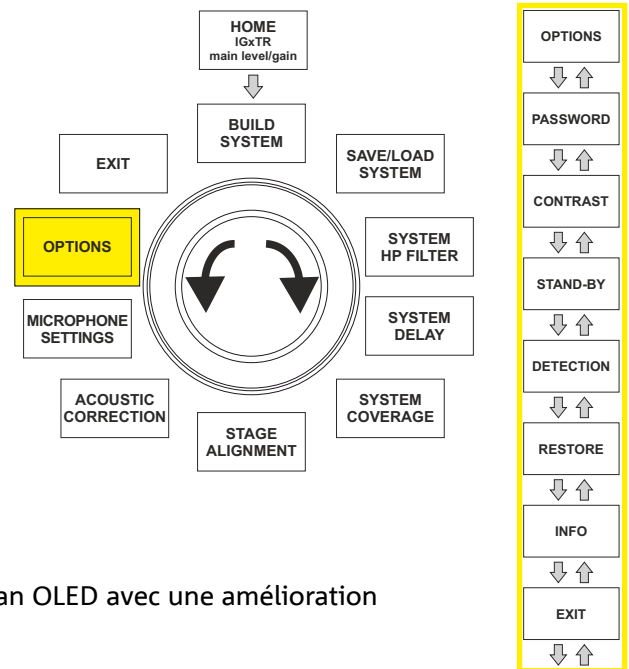 HOME
IGxTR
main level/gain
BUILD
SYSTEM
EXIT
SAVE/LOAD
SYSTEM
OPTIONS
SYSTEM
HP FILTER
MICROPHONE
SETTINGS
SYSTEM
DELAY
ACOUSTIC
CORRECTION
SYSTEM
COVERAGE
STAGE
ALIGNMENT
OPTIONS
PASSWORD
CONTRAST
STAND-BY
DETECTION
RESTORE
INFO
EXIT
an OLED avec une amélioration